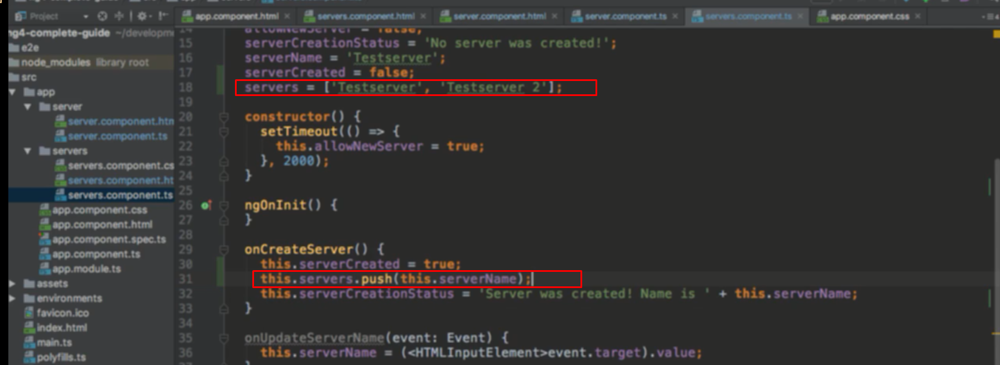 Project
app.component.html × servers.component.html × server.component.html × server.component.ts × servers.component.ts × app.component.css ×
ng4-complete-guide ~/developme
e2e
node_modules library root
src
app
server
server.component.htm
server.component.ts
servers
servers.component.cs
servers.component.ht
servers.component.ts
app.component.css
app.component.html
app.component.spec.ts
app.component.ts
app.module.ts
assets
environments
favicon.ico
index.html
main.ts
polyfills.ts
14 allowNewServer = false;
15 serverCreationStatus = 'No server was created!';
16 serverName = 'Testserver';
17 serverCreated = false;
18 servers = ['Testserver', 'Testserver 2'];
19
20 constructor() {
21 setTimeout(() => {
22 this.allowNewServer = true;
23 }, 2000);
24 }
25
26 ngOnInit() {
27 }
28
29 onCreateServer() {
30 this.serverCreated = true;
31 this.servers.push(this.serverName);
32 this.serverCreationStatus = 'Server was created! Name is ' + this.serverName;
33 }
34
35 onUpdateServerName(event: Event) {
36 this.serverName = (<HTMLInputElement>event.target).value;